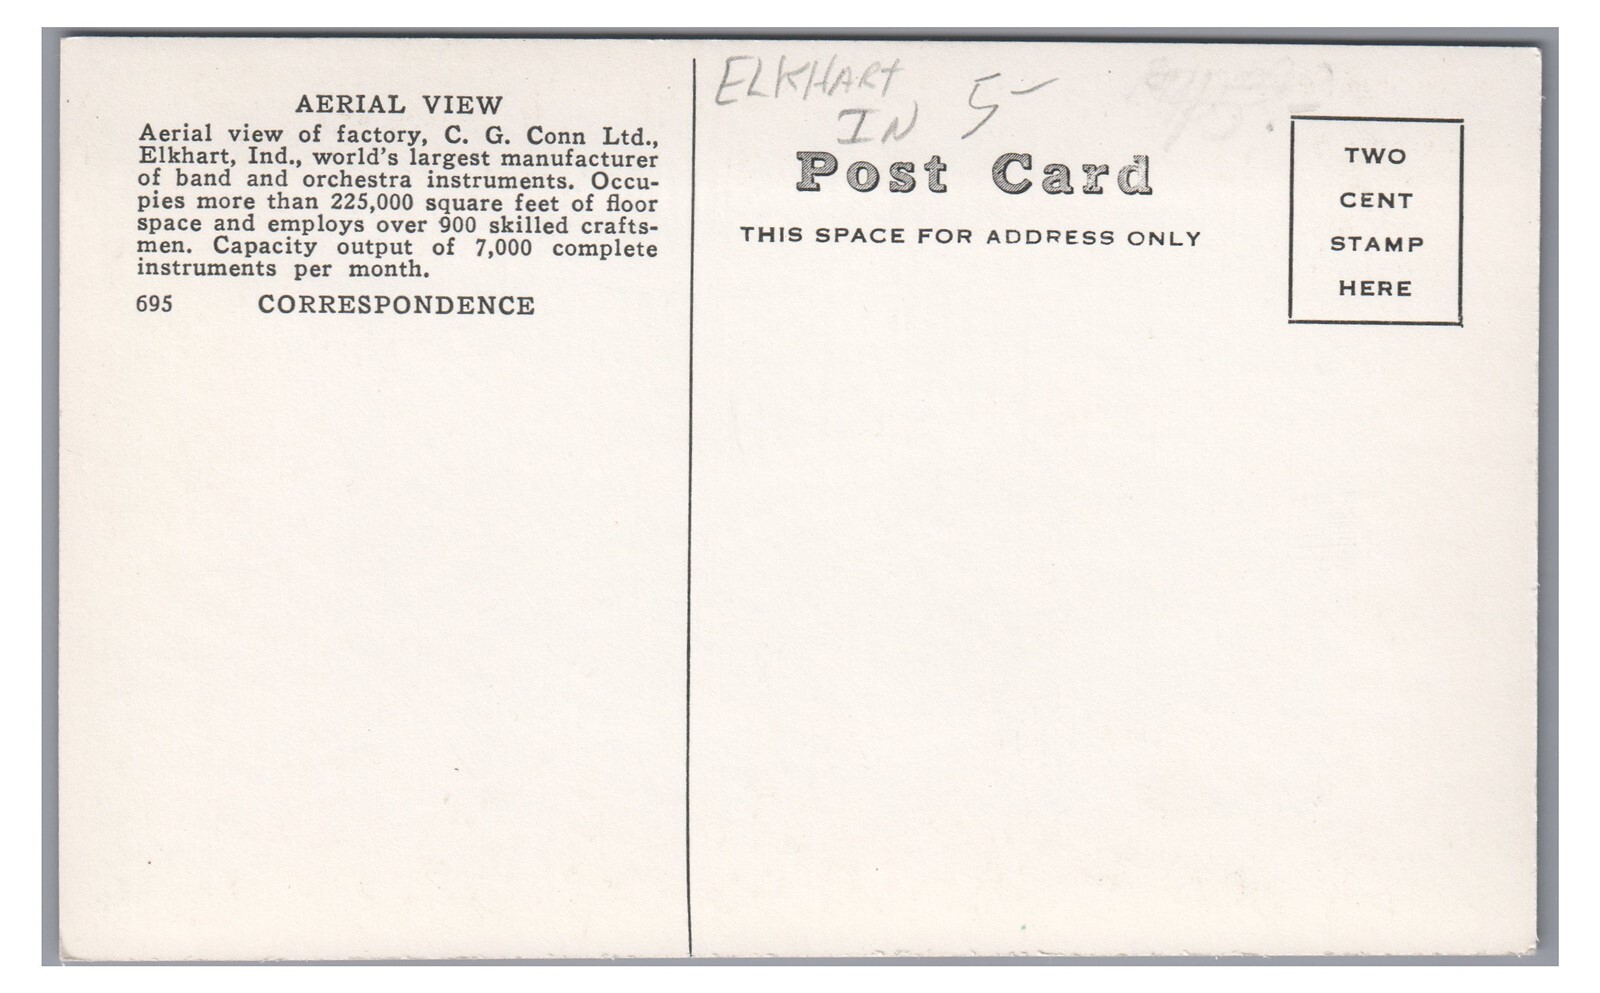 AERIAL VIEW
Aerial view of factory, C. G. Conn Ltd.,
Elkhart, Ind., world's largest manufacturer
of band and orchestra instruments. Occu-
pies more than 225,000 square feet of floor
space and employs over 900 skilled crafts-
men. Capacity output of 7,000 complete
instruments per month.
695 CORRESPONDENCE
ELKHART
IN 5-
Post Card
THIS SPACE FOR ADDRESS ONLY
TWO
CENT
STAMP
HERE